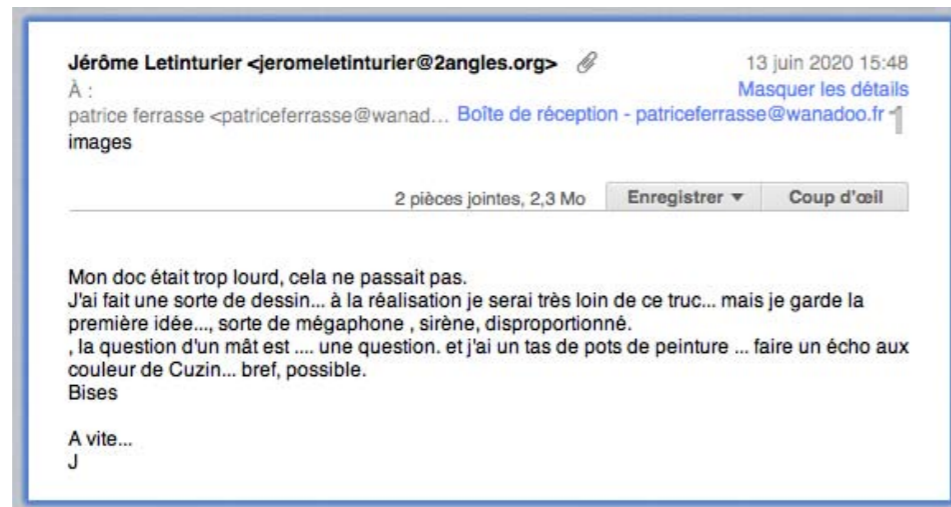 Jérôme Letinturier <jeromeletinturier@2angles.org>
13 juin 2020 15:48
À :
Masquer les détails
patrice ferrasse <patriceferrasse@wanad... Boîte de réception - patriceferrasse@wanadoo.fr 1
images
2 pièces jointes, 2,3 Mo
Enregistrer ▼
Coup d'œil
Mon doc était trop lourd, cela ne passait pas.
J'ai fait une sorte de dessin... à la réalisation je serai très loin de ce truc... mais je garde la
première idée..., sorte de mégaphone , sirène, disproportionné.
, la question d'un mât est .... une question. et j'ai un tas de pots de peinture ... faire un écho aux
couleur de Cuzin... bref, possible.
Bises
A vite...
J